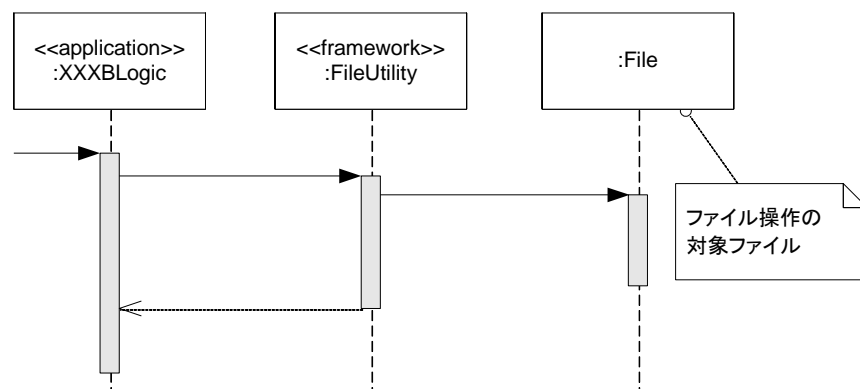 <<application>>
:XXXBLogic
<<framework>>
:FileUtility
:File
ファイル操作の
対象ファイル